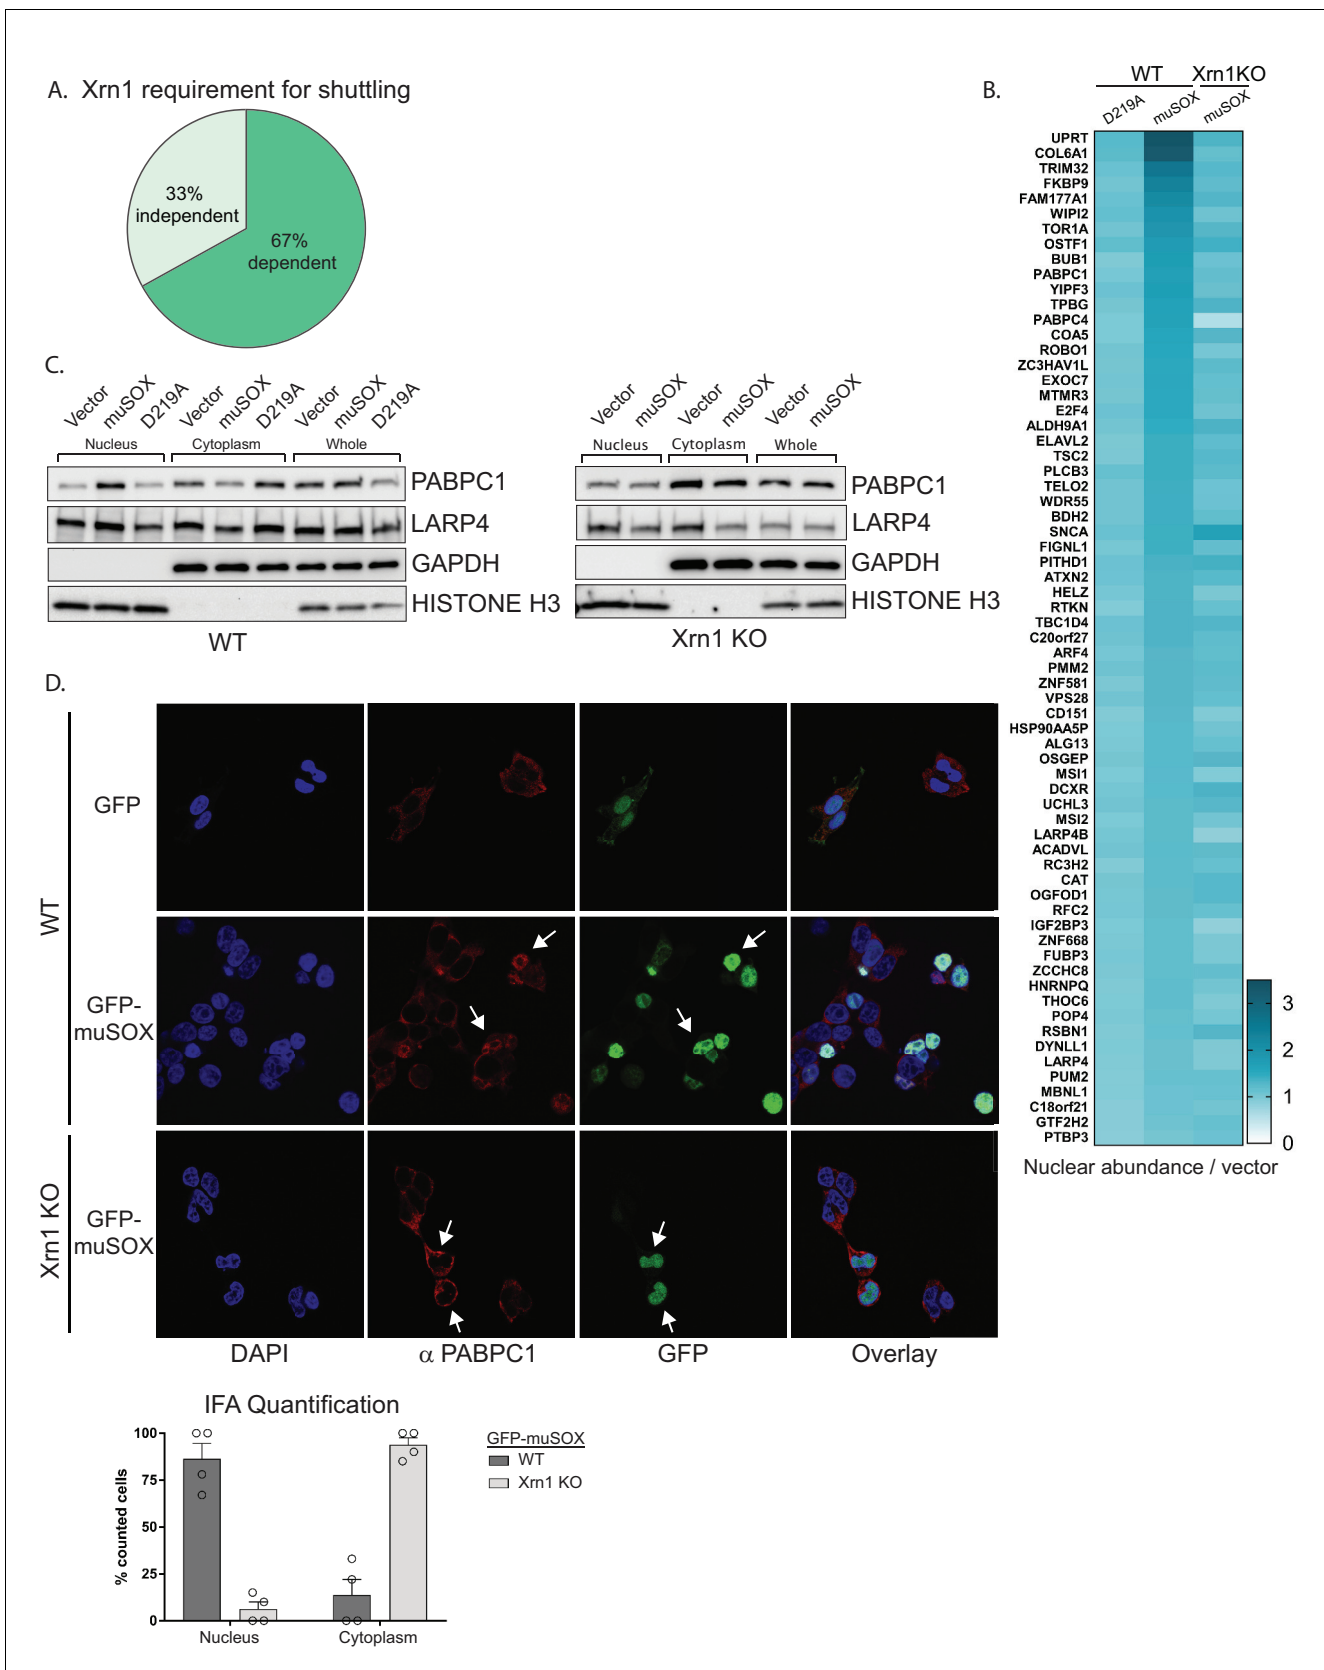 A. Xrn1 requirement for shuttling
33%
independent
67%
dependent
B.
WT
Xrn1KO
D219A
muSOX
muSOX
UPRT
COL6A1
TRIM32
FKBP9
FAM177A1
WIPI2
TOR1A
OSTF1
BUB1
PABPC1
YIPF3
TPBG
PABPC4
COA5
ROBO1
ZC3HAV1L
EXOC7
MTMR3
E2F4
ALDH9A1
ELAVL2
TSC2
PLCB3
TELO2
WDR55
BDH2
SNCA
FIGNL1
PITHD1
ATXN2
HELZ
RTKN
TBC1D4
C20orf27
ARF4
PMM2
ZNF581
VPS28
CD151
HSP90AA5P
ALG13
OSGEP
MSI1
DCXR
UCHL3
MSI2
LARP4B
ACADVL
RC3H2
CAT
OGFOD1
RFC2
IGF2BP3
ZNF668
FUBP3
ZCCHC8
HNRNPQ
THOC6
POP4
RSBN1
DYNLL1
LARP4
PUM2
MBNL1
C18orf21
GTF2H2
PTBP3
3
2
1
0
Nuclear abundance / vector
C.
Vector
muSOX
D219A
Vector
muSOX
D219A
Vector
muSOX
D219A
Nucleus
Cytoplasm
Whole
PABPC1
LARP4
GAPDH
HISTONE H3
WT
Vector
muSOX
Vector
muSOX
Vector
muSOX
Nucleus
Cytoplasm
Whole
PABPC1
LARP4
GAPDH
HISTONE H3
Xrn1 KO
D.
WT
GFP
GFP-
muSOX
Xrn1 KO
GFP-
muSOX
DAPI
α PABPC1
GFP
Overlay
IFA Quantification
% counted cells
100
75
50
25
0
Nucleus
Cytoplasm
GFP-muSOX
WT
Xrn1 KO